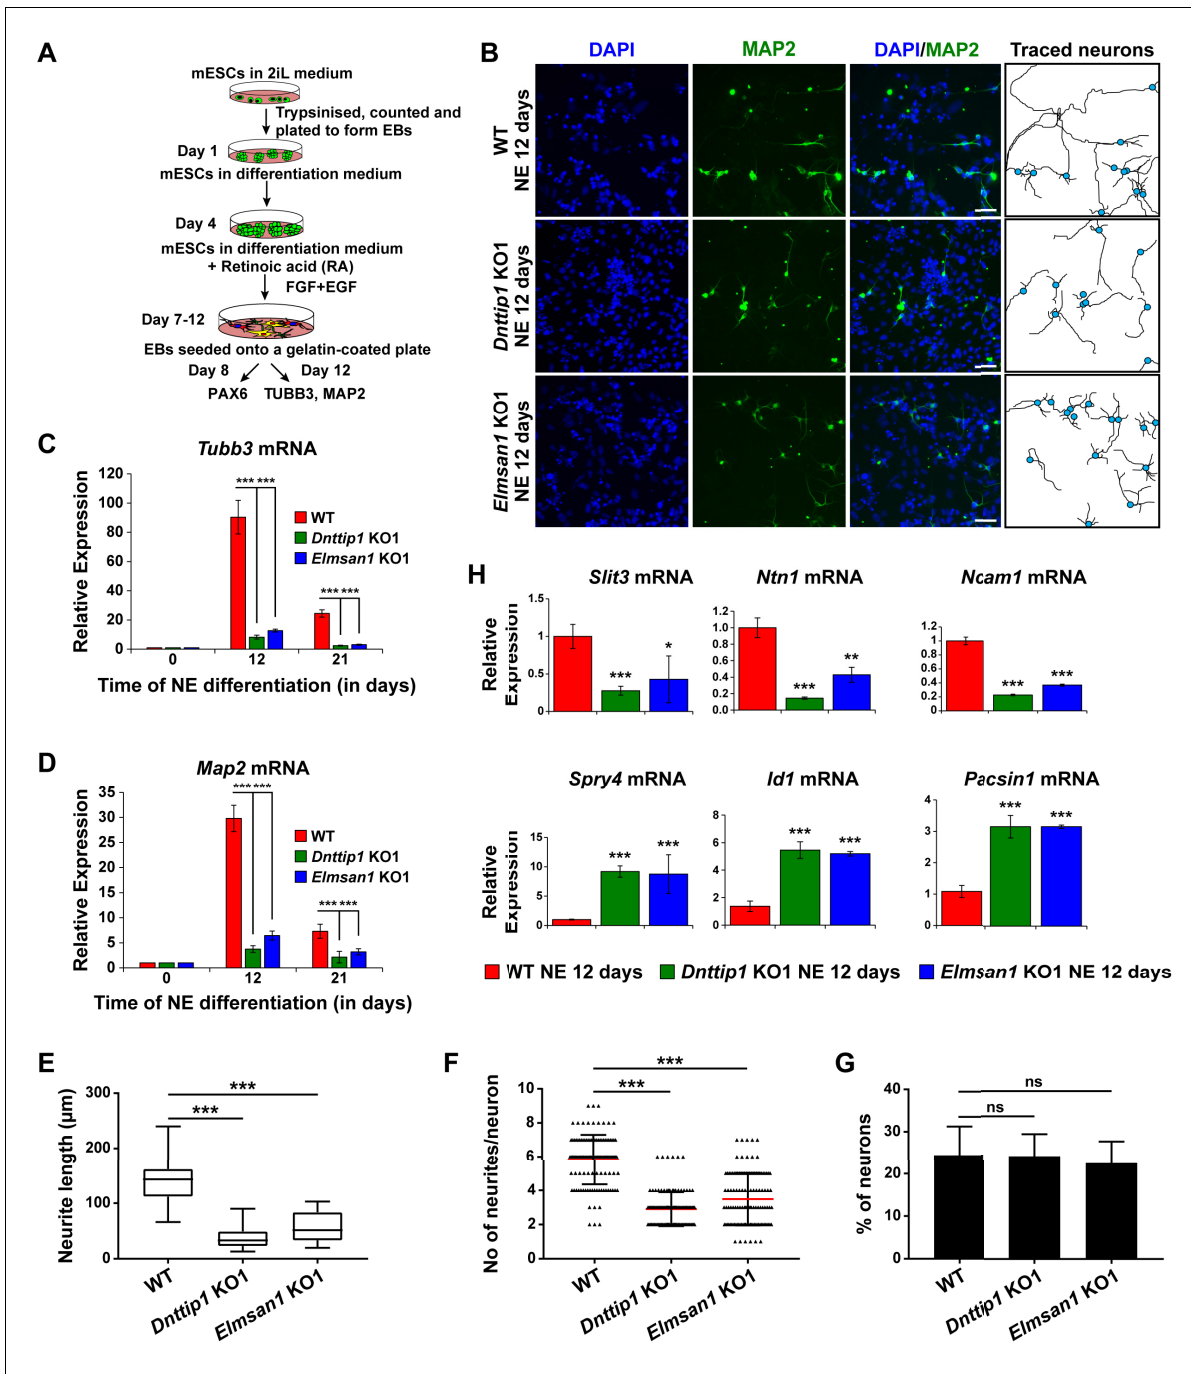 A
mESCs in 2iL medium
Trypsinised, counted and
plated to form EBs
Day 1
mESCs in differentiation medium
Day 4
mESCs in differentiation medium
+ Retinoic acid (RA)
FGF+EGF
Day 7-12
EBs seeded onto a gelatin-coated plate
Day 8 Day 12
PAX6 TUBB3, MAP2
B
DAPI MAP2 DAPI/MAP2 Traced neurons
WT
NE 12 days
Dnttip1 KO1
NE 12 days
Elmsan1 KO1
NE 12 days
C
Tubb3 mRNA
Relative Expression
120
100
80
60
40
20
0
*** ***
*** ***
WT
Dnttip1 KO1
Elmsan1 KO1
0 12 21
Time of NE differentiation (in days)
D
Map2 mRNA
Relative Expression
35
30
25
20
15
10
5
0
*** ***
*** ***
WT
Dnttip1 KO1
Elmsan1 KO1
0 12 21
Time of NE differentiation (in days)
H
Slit3 mRNA
Relative
Expression
1.5
1
0.5
0
***
*
Ntn1 mRNA
1.2
1.0
0.8
0.6
0.4
0.2
0.0
***
**
Ncam1 mRNA
1.2
1
0.8
0.6
0.4
0.2
0
***
***
Spry4 mRNA
Relative
Expression
15
10
5
0
***
***
Id1 mRNA
8
6
4
2
0
***
***
Pacsin1 mRNA
4
3
2
1
0
***
***
WT NE 12 days Dnttip1 KO1 NE 12 days Elmsan1 KO1 NE 12 days
E
Neurite length (µm)
300
200
100
0
***
***
WT
Dnttip1 KO1
Elmsan1 KO1
F
No of neurites/neuron
10
8
6
4
2
0
***
***
WT
Dnttip1 KO1
Elmsan1 KO1
G
% of neurons
40
30
20
10
0
ns
ns
WT
Dnttip1 KO1
Elmsan1 KO1